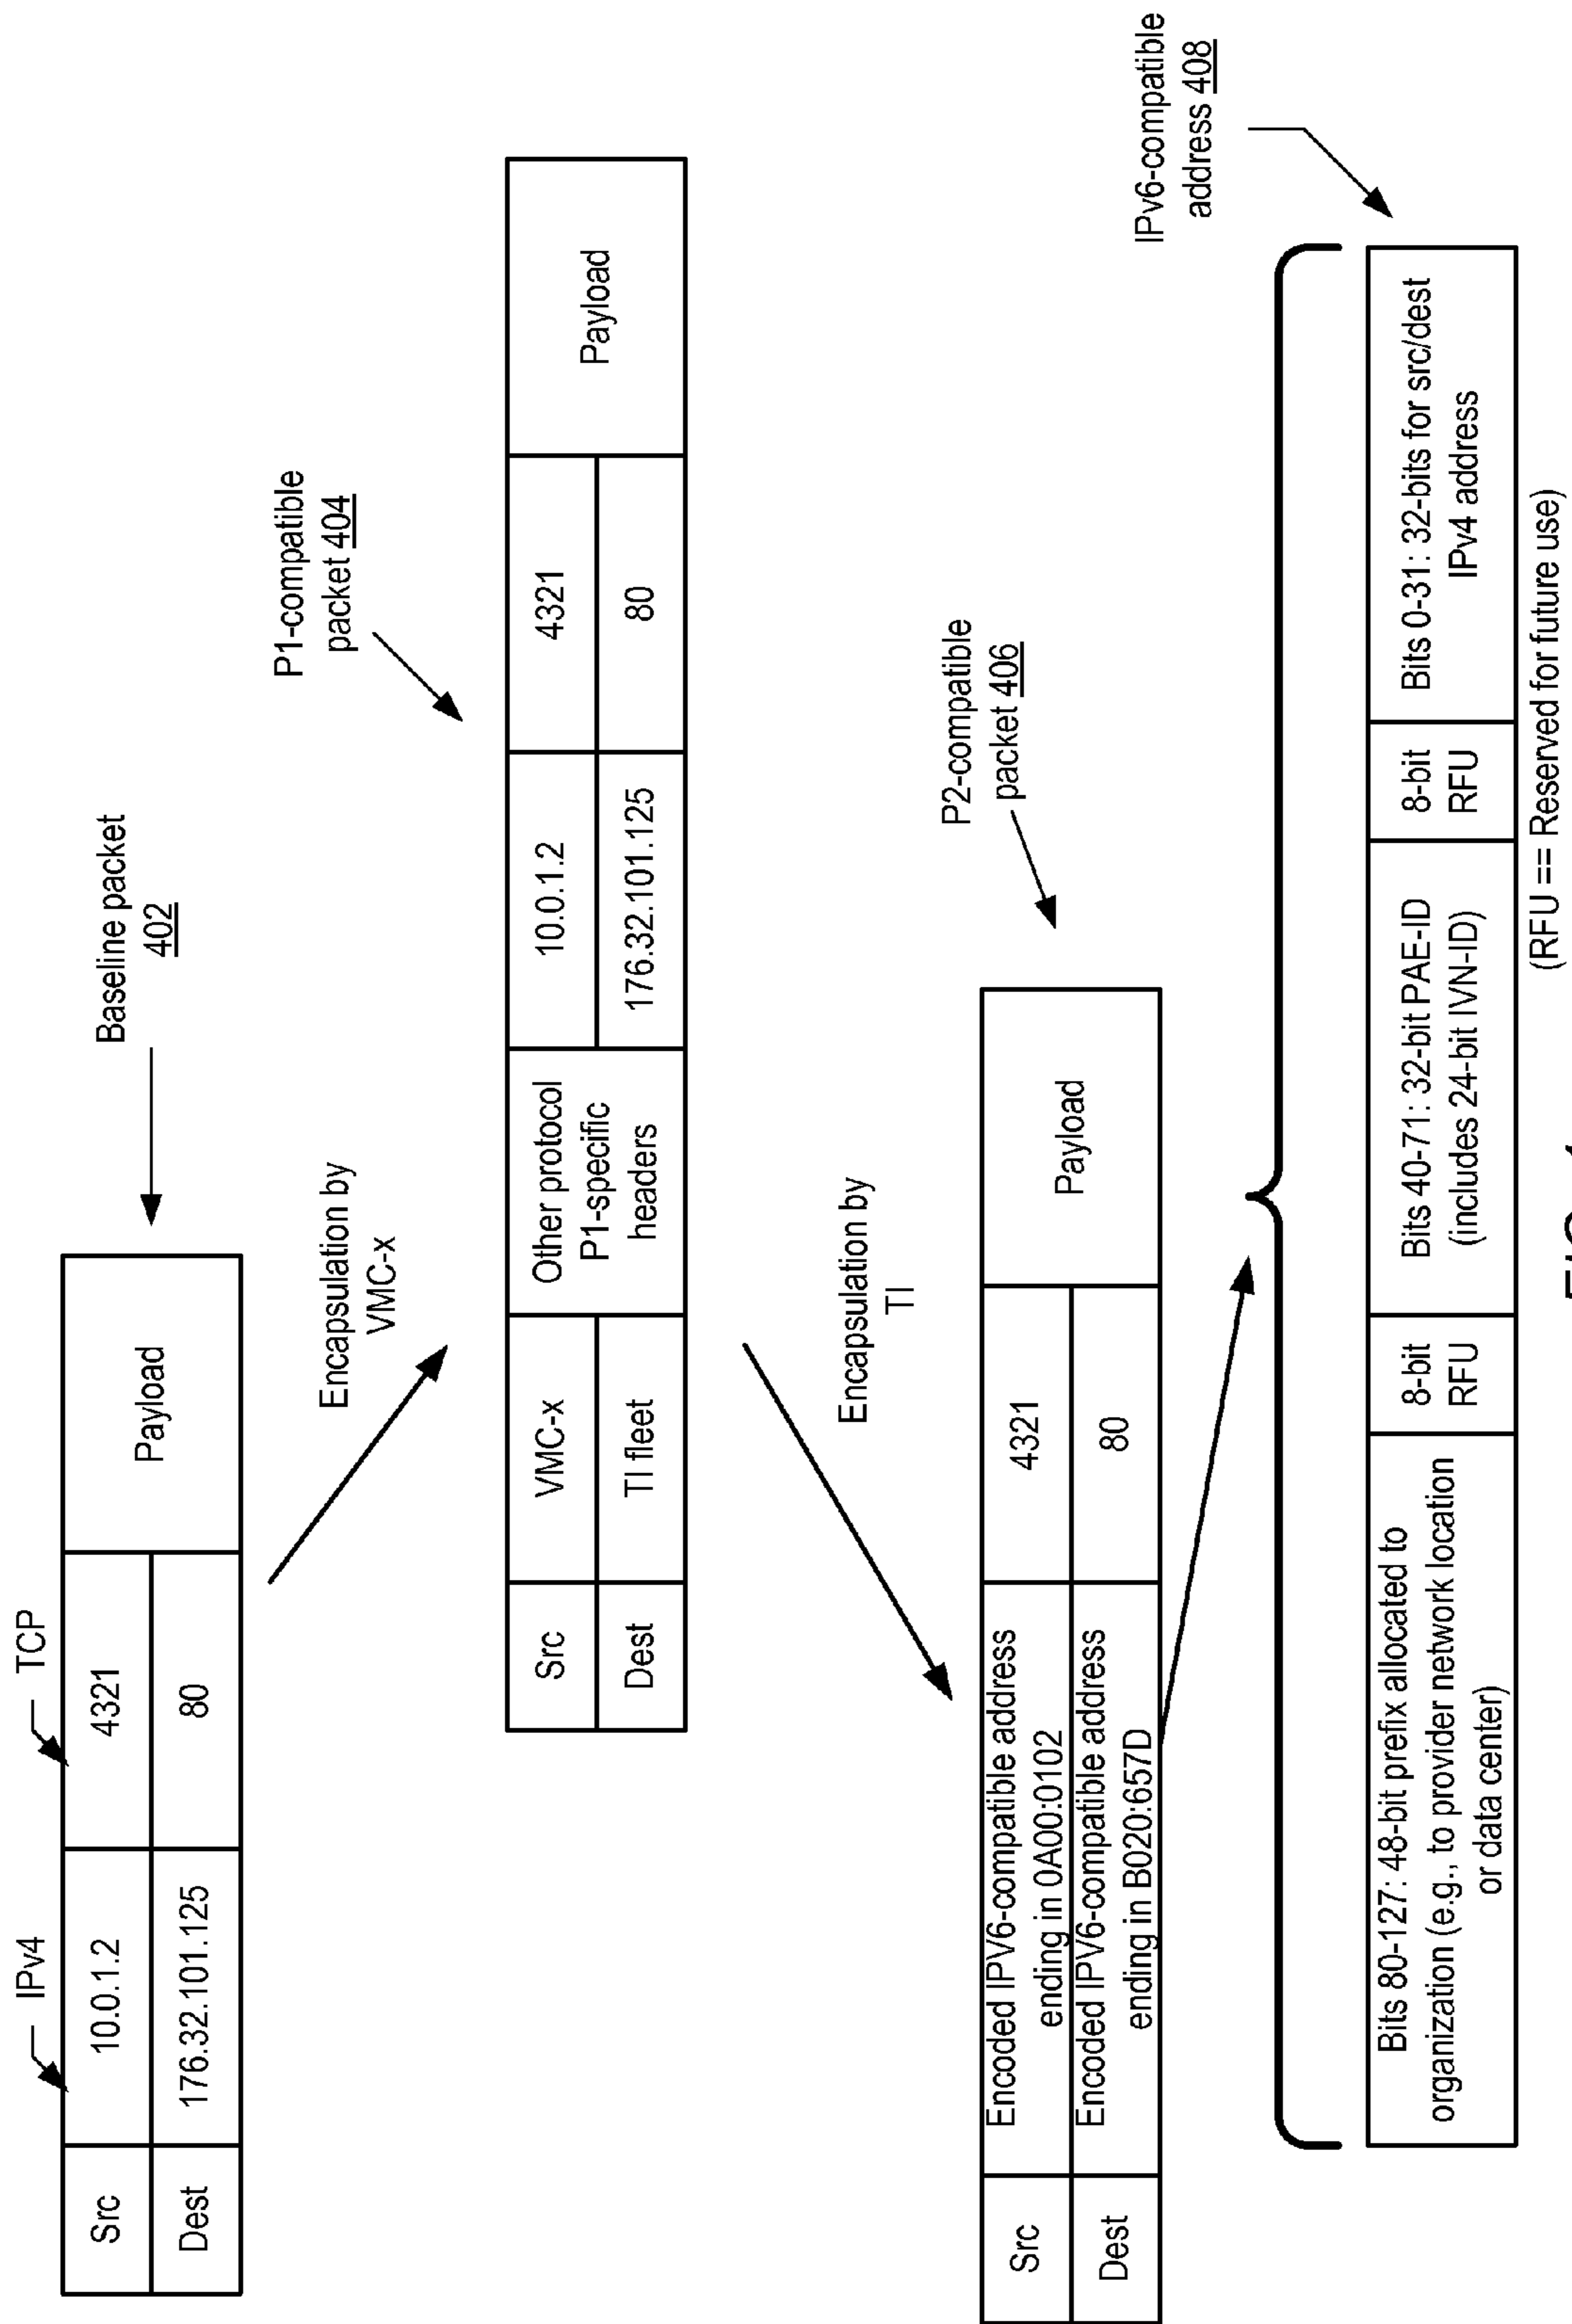 IPv4
TCP
Src
10.0.1.2
4321
Payload
Dest
176.32.101.125
80
Baseline packet
402
Encapsulation by
VMC-x
P1-compatible
packet 404
Src
VMC-x
Other protocol
P1-specific
headers
10.0.1.2
4321
Payload
Dest
TI fleet
176.32.101.125
80
Encapsulation by
TI
P2-compatible
packet 406
Src
Encoded IPV6-compatible address
ending in 0A00:0102
4321
Payload
Dest
Encoded IPV6-compatible address
ending in B020:657D
80
IPv6-compatible
address 408
Bits 80-127: 48-bit prefix allocated to
organization (e.g., to provider network location
or data center)
8-bit
RFU
Bits 40-71: 32-bit PAE-ID
(includes 24-bit IVN-ID)
8-bit
RFU
Bits 0-31: 32-bits for src/dest
IPv4 address
(RFU == Reserved for future use)